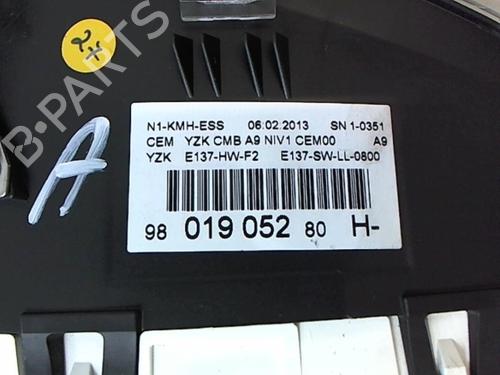 2x
B-PARTS
A
N1-KMH-ESS 06.02.2013 SN 1-0351
CEM YZK CMB A9 NIV1 CEM00 A9
YZK E137-HW-F2 E137-SW-LL-0800
98 019 052 80 H-